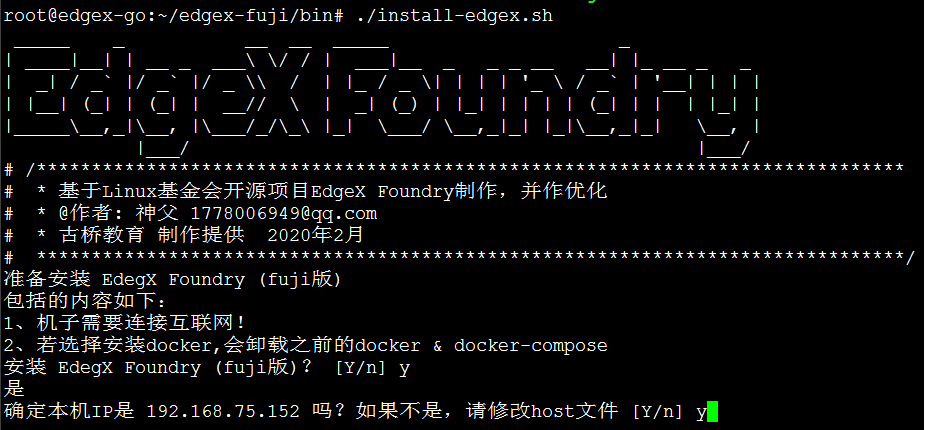 root@edgex-go:~/edgex-fuji/bin# ./install-edgex.sh
EdgeX Foundry
# /***************************************************************************
#  * 基于Linux基金会开源项目EdgeX Foundry制作，并作优化
#  * @作者：神父 1778006949@qq.com
#  * 古桥教育 制作提供  2020年2月
#  ***************************************************************************/
准备安装 EdegX Foundry (fuji版)
包括的内容如下：
1、机子需要连接互联网！
2、若选择安装docker,会卸载之前的docker & docker-compose
安装 EdegX Foundry (fuji版)？ [Y/n] y
是
确定本机IP是 192.168.75.152 吗？如果不是，请修改host文件 [Y/n] y